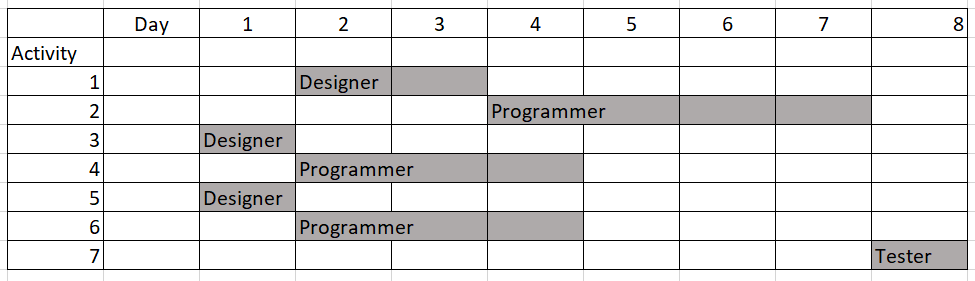 Day 1 2 3 4 5 6 7 8
Activity
1 Designer
2 Programmer
3 Designer
4 Programmer
5 Designer
6 Programmer
7 Tester